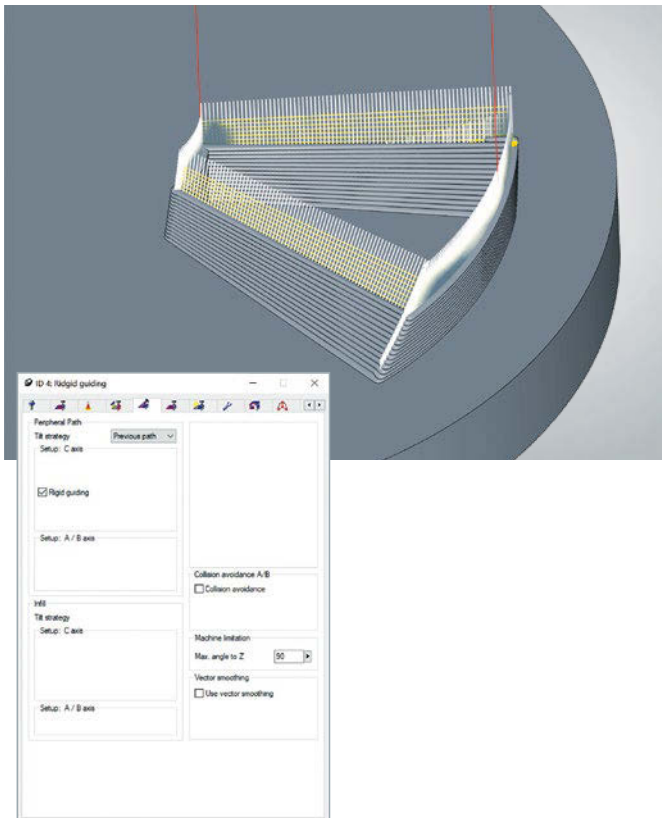 ID 4: Ridgid guiding
Peripheral Path
Tilt strategy
Previous path
Setup: C axis
Rigid guiding
Setup: A / B axis
Collision avoidance A/B
Collision avoidance
Infill
Tilt strategy
Setup: C axis
Machine limitation
Max. angle to Z
90
Vector smoothing
Use vector smoothing
Setup: A / B axis